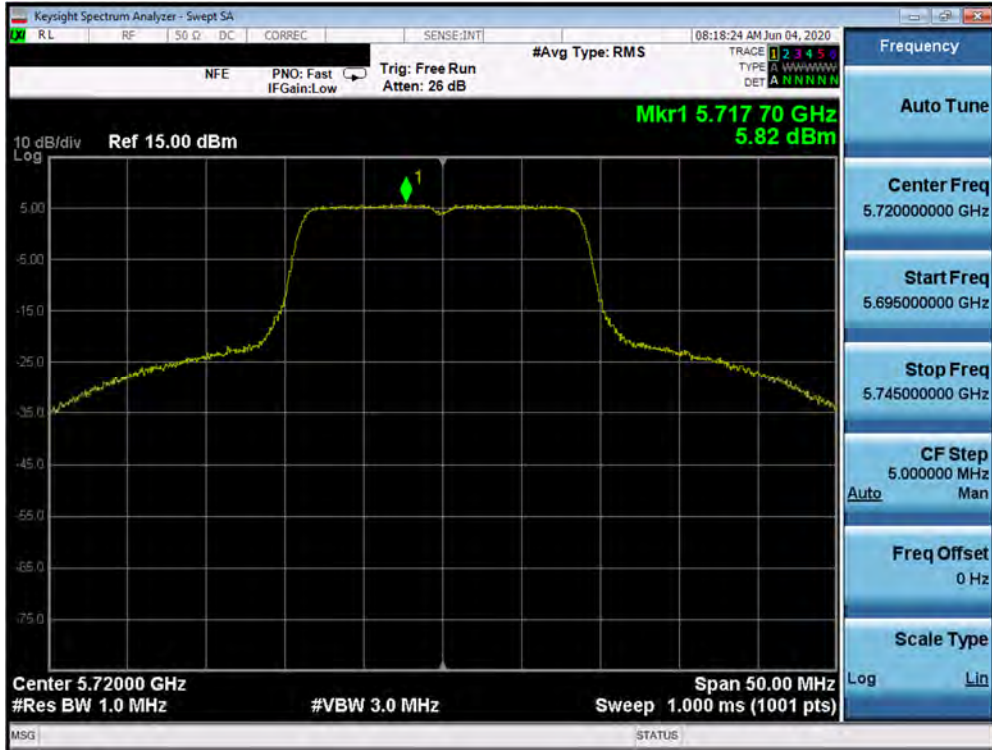 Keysight Spectrum Analyzer - Swept SA
LXI RL RF 50 Ω DC CORREC SENSE:INT 08:18:24 AM Jun 04, 2020
#Avg Type: RMS TRACE 1 2 3 4 5 6
NFE PNO: Fast Trig: Free Run TYPE A WWWWW
IFGain:Low Atten: 26 dB DET A N N N N N
Mkr1 5.717 70 GHz
10 dB/div Ref 15.00 dBm 5.82 dBm
Log
1
5.00
-5.00
-15.0
-25.0
-35.0
-45.0
-55.0
-65.0
-75.0
Center 5.72000 GHz Span 50.00 MHz
#Res BW 1.0 MHz #VBW 3.0 MHz Sweep 1.000 ms (1001 pts)
MSG STATUS
Frequency
Auto Tune
Center Freq
5.720000000 GHz
Start Freq
5.695000000 GHz
Stop Freq
5.745000000 GHz
CF Step
5.000000 MHz
Auto Man
Freq Offset
0 Hz
Scale Type
Log Lin